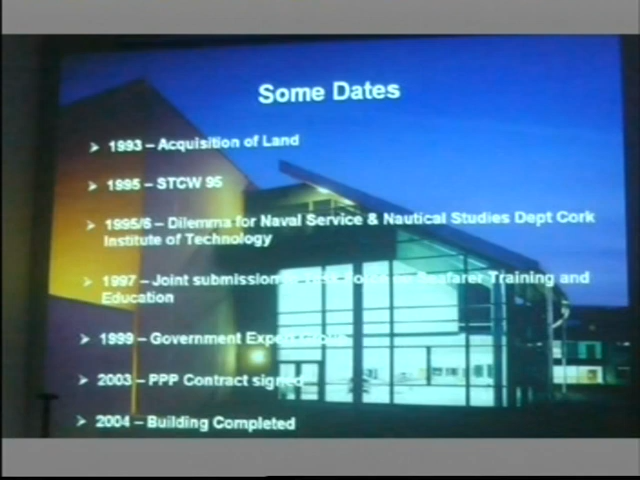 Some Dates
➢ 1993 – Acquisition of Land
➢ 1995 – STCW 95
➢ 1995/6 – Dilemma for Naval Service & Nautical Studies Dept Cork
Institute of Technology
➢ 1997 – Joint submission Seafarer Training and
Education
➢ 1999 – Government
➢ 2003 – PPP Contract signed
➢ 2004 – Building Completed